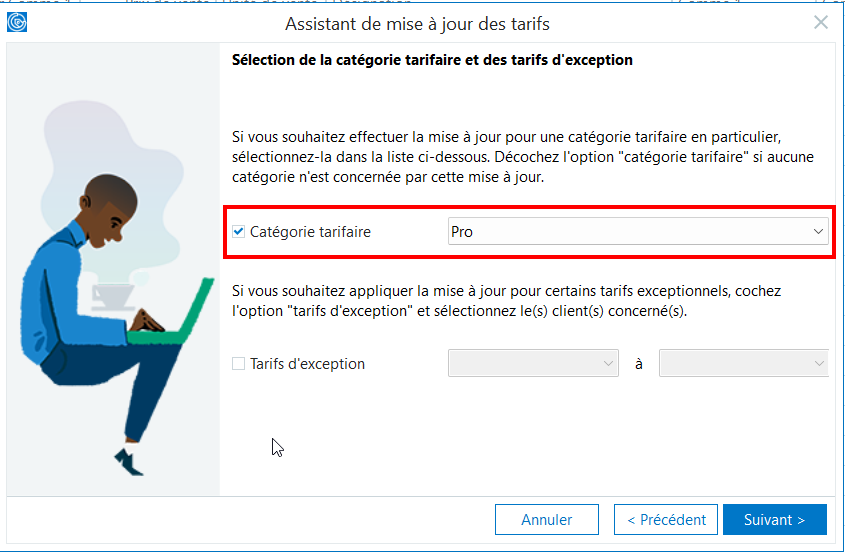 Assistant de mise à jour des tarifs
Sélection de la catégorie tarifaire et des tarifs d'exception
Si vous souhaitez effectuer la mise à jour pour une catégorie tarifaire en particulier,
sélectionnez-la dans la liste ci-dessous. Décochez l'option "catégorie tarifaire" si aucune
catégorie n'est concernée par cette mise à jour.
Catégorie tarifaire Pro
Si vous souhaitez appliquer la mise à jour pour certains tarifs exceptionnels, cochez
l'option "tarifs d'exception" et sélectionnez le(s) client(s) concerné(s).
Tarifs d'exception à
Annuler < Précédent Suivant >